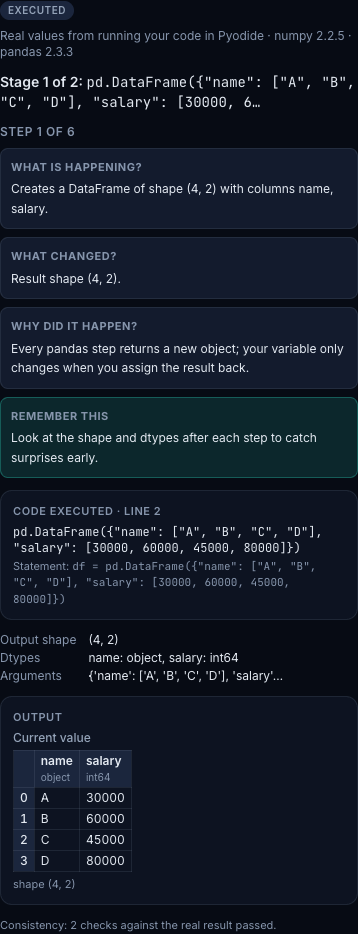 EXECUTED
Real values from running your code in Pyodide · numpy 2.2.5 ·
pandas 2.3.3
Stage 1 of 2: pd.DataFrame({"name": ["A", "B",
"C", "D"], "salary": [30000, 6…
STEP 1 OF 6
WHAT IS HAPPENING?
Creates a DataFrame of shape (4, 2) with columns name,
salary.
WHAT CHANGED?
Result shape (4, 2).
WHY DID IT HAPPEN?
Every pandas step returns a new object; your variable only
changes when you assign the result back.
REMEMBER THIS
Look at the shape and dtypes after each step to catch
surprises early.
CODE EXECUTED · LINE 2
pd.DataFrame({"name": ["A", "B", "C", "D"],
"salary": [30000, 60000, 45000, 80000]})
Statement: df = pd.DataFrame({"name": ["A", "B",
"C", "D"], "salary": [30000, 60000, 45000,
80000]})
Output shape (4, 2)
Dtypes name: object, salary: int64
Arguments {'name': ['A', 'B', 'C', 'D'], 'salary'…
OUTPUT
Current value
name salary
object int64
0 A 30000
1 B 60000
2 C 45000
3 D 80000
shape (4, 2)
Consistency: 2 checks against the real result passed.